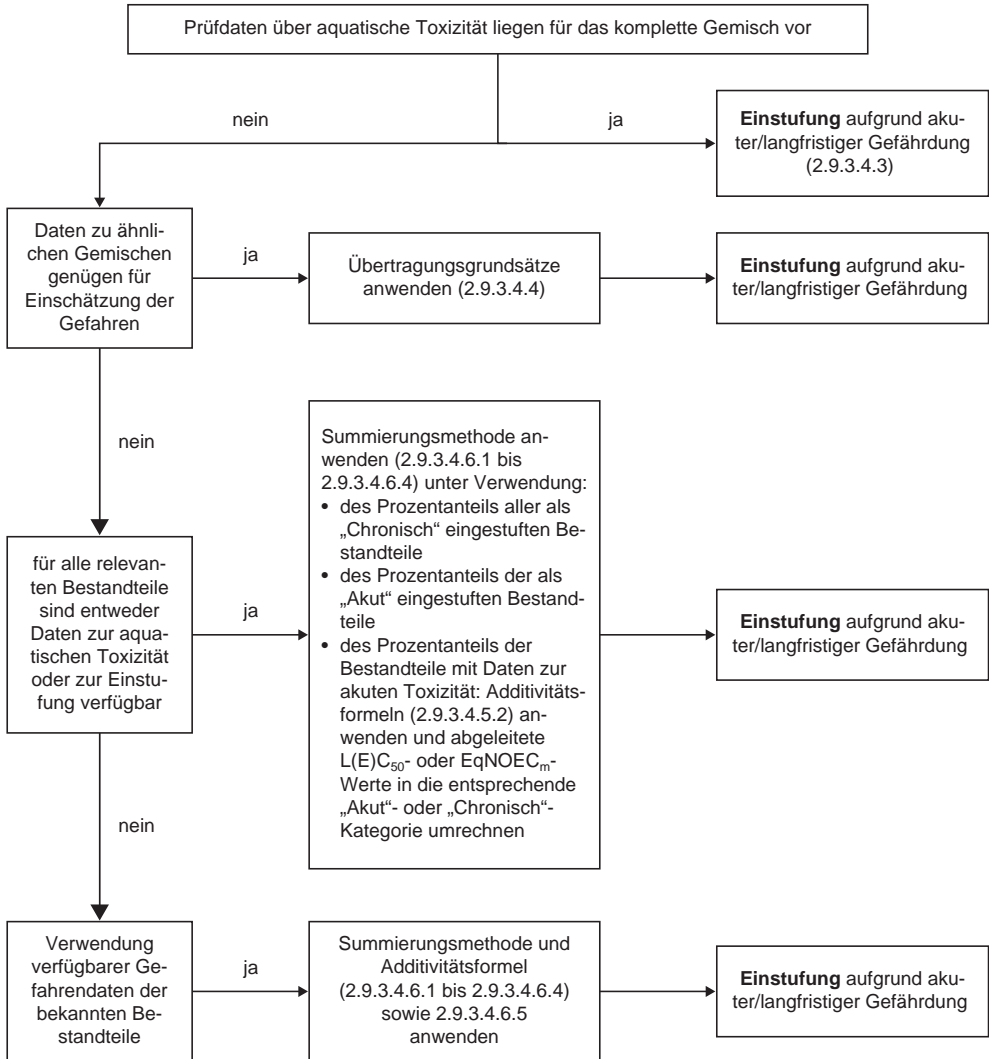 Prüfdaten über aquatische Toxizität liegen für das komplette Gemisch vor
nein
ja
Einstufung aufgrund aku-
ter/langfristiger Gefährdung
(2.9.3.4.3)
Daten zu ähnli-
chen Gemischen
genügen für
Einschätzung der
Gefahren
ja
Übertragungsgrundsätze
anwenden (2.9.3.4.4)
Einstufung aufgrund aku-
ter/langfristiger Gefährdung
nein
für alle relevan-
ten Bestandteile
sind entweder
Daten zur aqua-
tischen Toxizität
oder zur Einstu-
fung verfügbar
ja
Summierungsmethode an-
wenden (2.9.3.4.6.1 bis
2.9.3.4.6.4) unter Verwendung:
• des Prozentanteils aller als
„Chronisch“ eingestuften Be-
standteile
• des Prozentanteils der als
„Akut“ eingestuften Bestand-
teile
• des Prozentanteils der
Bestandteile mit Daten zur
akuten Toxizität: Additivitäts-
formeln (2.9.3.4.5.2) an-
wenden und abgeleitete
L(E)C₅₀- oder EqNOECₘ-
Werte in die entsprechende
„Akut“- oder „Chronisch“-
Kategorie umrechnen
Einstufung aufgrund aku-
ter/langfristiger Gefährdung
nein
Verwendung
verfügbarer Ge-
fahrendaten der
bekannten Be-
standteile
ja
Summierungsmethode und
Additivitätsformel
(2.9.3.4.6.1 bis 2.9.3.4.6.4)
sowie 2.9.3.4.6.5
anwenden
Einstufung aufgrund aku-
ter/langfristiger Gefährdung